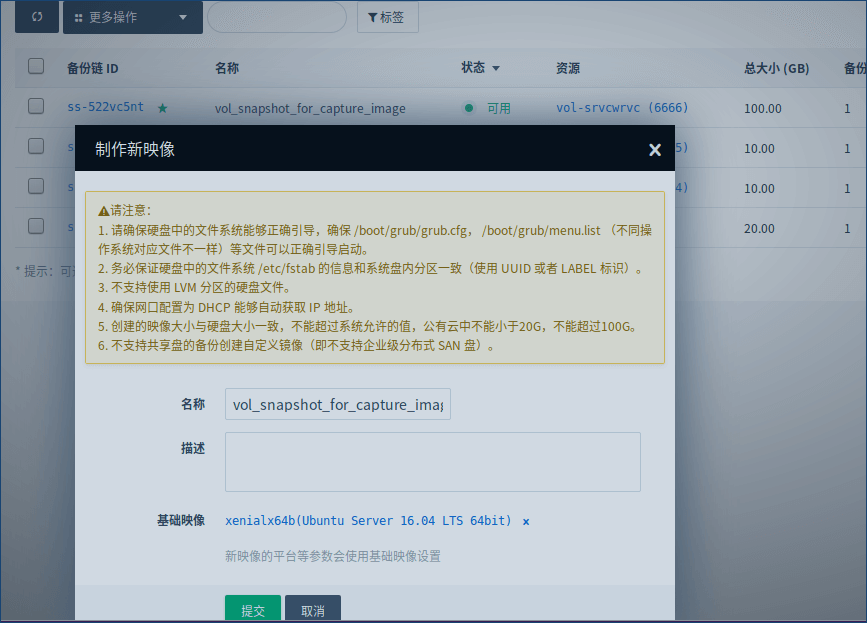 更多操作
标签
备份链 ID 名称 状态 资源 总大小 (GB) 备份
ss-522vc5nt vol_snapshot_for_capture_image 可用 vol-srvcwrvc (6666) 100.00 1
制作新映像
s 5) 10.00 1
s 4) 10.00 1
s 20.00 1
* 提示：可
请注意：
1. 请确保硬盘中的文件系统能够正确引导，确保 /boot/grub/grub.cfg， /boot/grub/menu.list （不同操
作系统对应文件不一样）等文件可以正确引导启动。
2. 务必保证硬盘中的文件系统 /etc/fstab 的信息和系统盘内分区一致（使用 UUID 或者 LABEL 标识）。
3. 不支持使用 LVM 分区的硬盘文件。
4. 确保网口配置为 DHCP 能够自动获取 IP 地址。
5. 创建的映像大小与硬盘大小一致，不能超过系统允许的值，公有云中不能小于20G，不能超过100G。
6. 不支持共享盘的备份创建自定义镜像（即不支持企业级分布式 SAN 盘）。
名称 vol_snapshot_for_capture_imag
描述
基础映像 xenialx64b(Ubuntu Server 16.04 LTS 64bit) x
新映像的平台等参数会使用基础映像设置
提交 取消